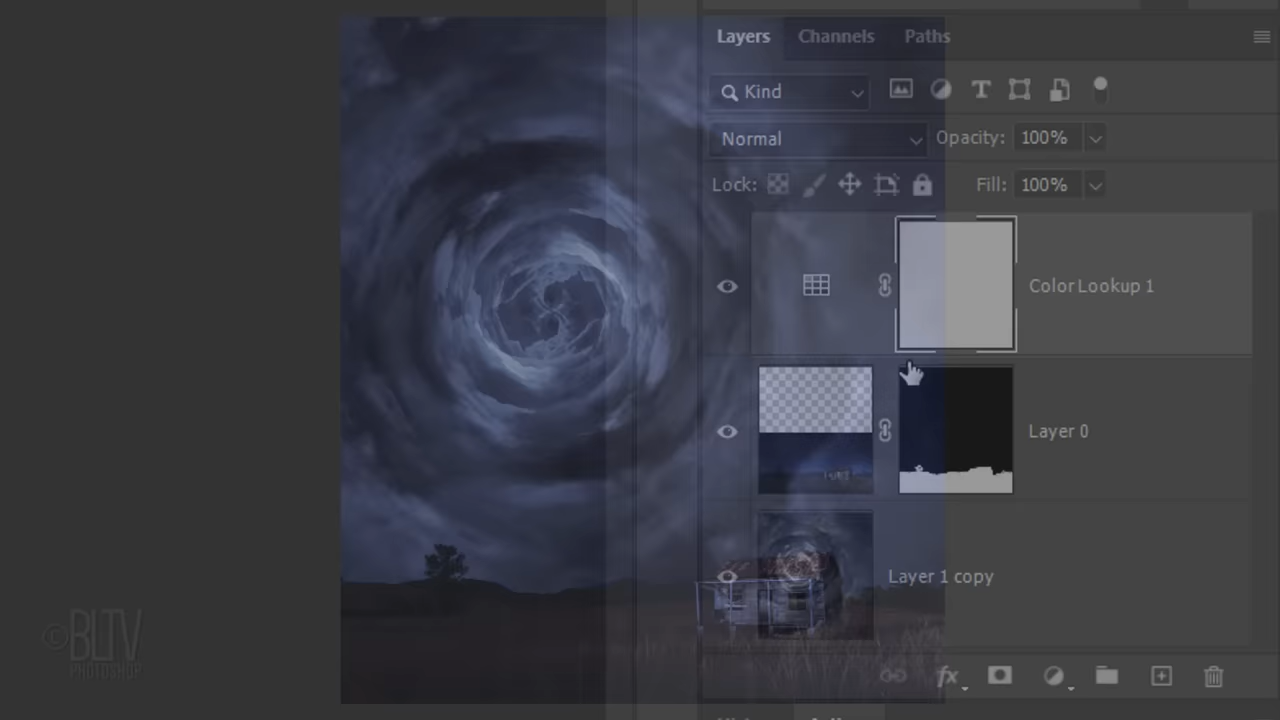 Layers Channels Paths
Kind
Normal Opacity: 100%
Lock: Fill: 100%
Color Lookup 1
Layer 0
Layer 1 copy
fx
©BLTV
PHOTOSHOP